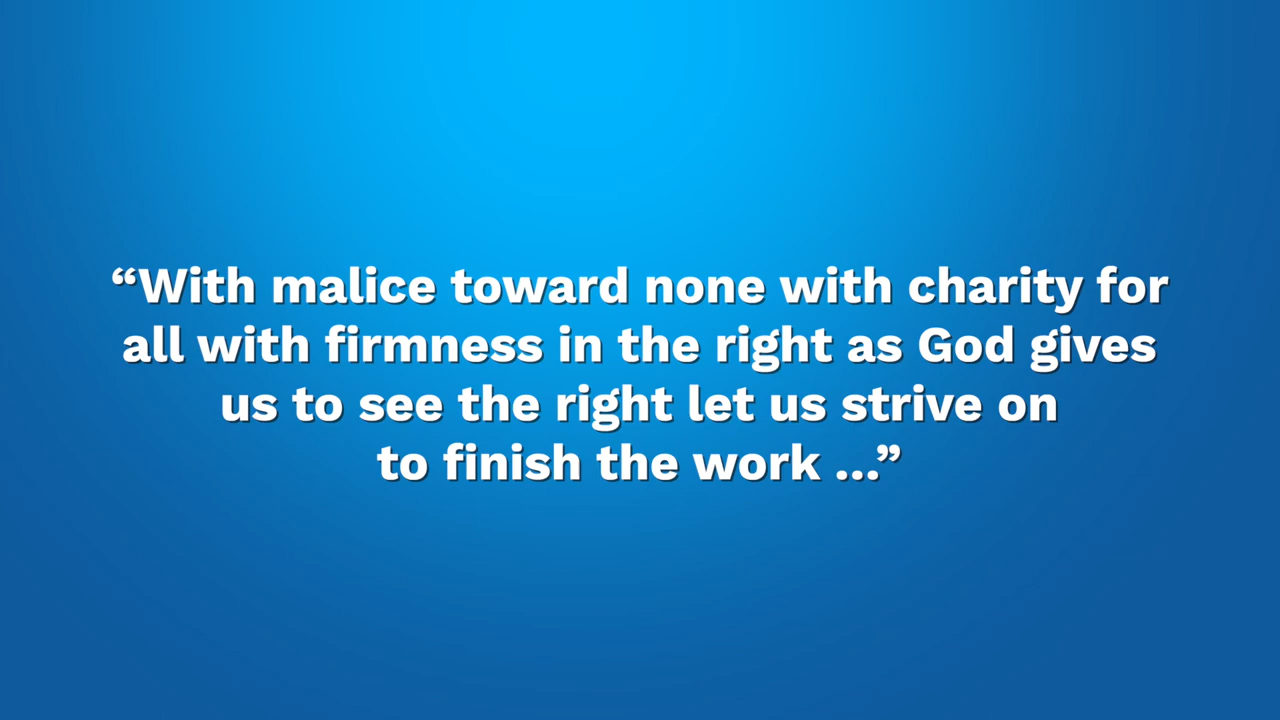 “With malice toward none with charity for
all with firmness in the right as God gives
us to see the right let us strive on
to finish the work ...”